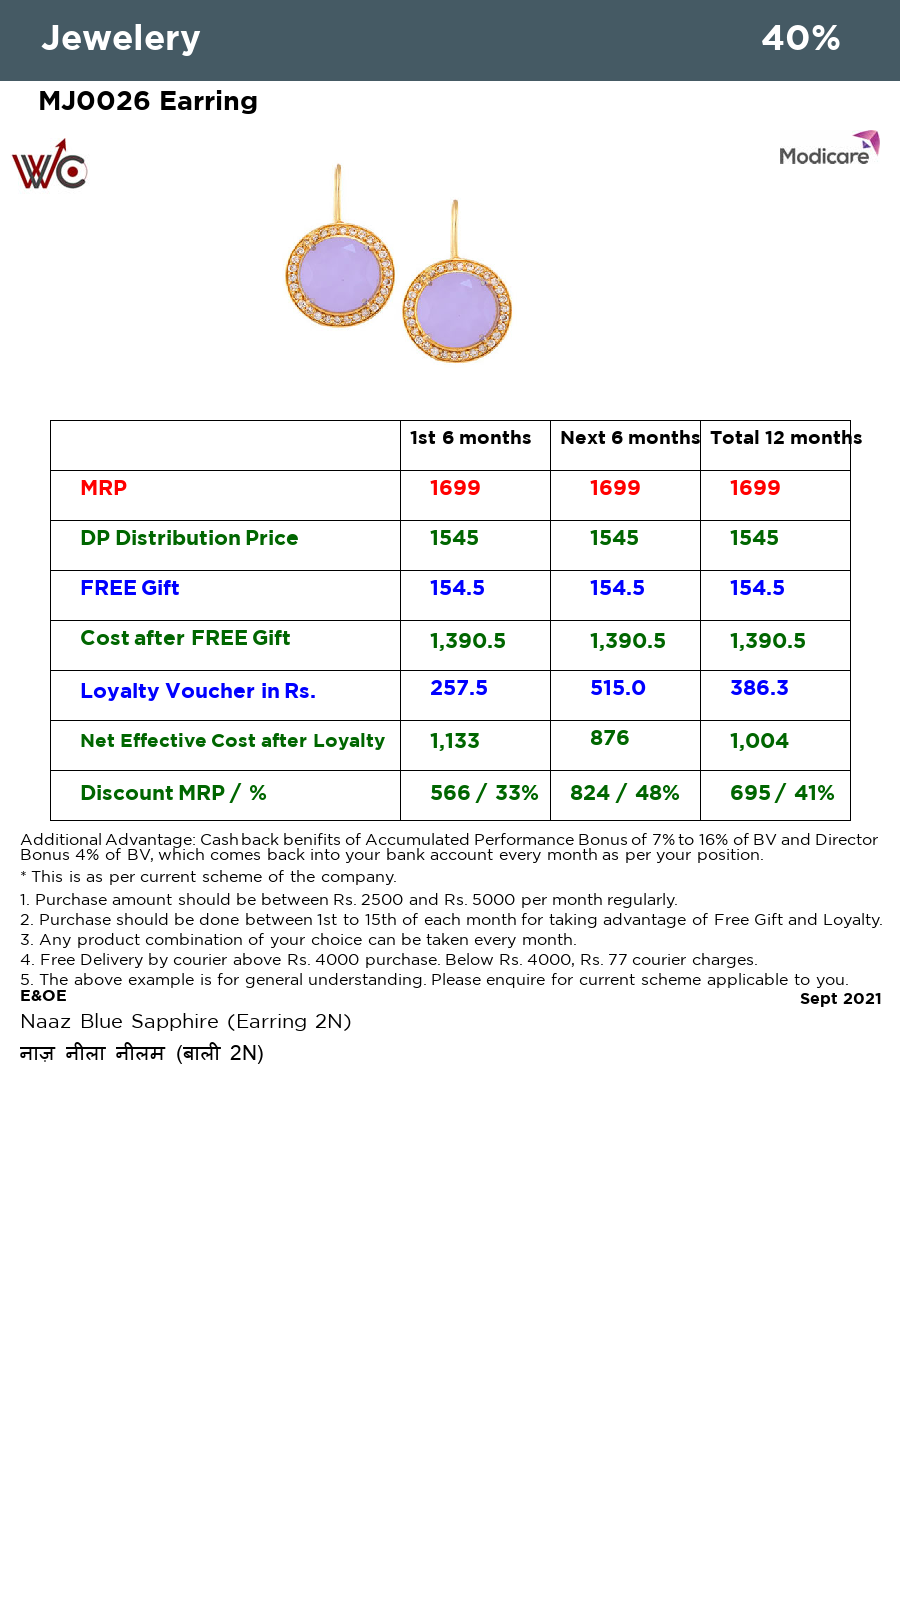 Jewelery 40%
MJ0026 Earring
WC
Modicare
1st 6 months Next 6 months Total 12 months
MRP 1699 1699 1699
DP Distribution Price 1545 1545 1545
FREE Gift 154.5 154.5 154.5
Cost after FREE Gift 1,390.5 1,390.5 1,390.5
Loyalty Voucher in Rs. 257.5 515.0 386.3
Net Effective Cost after Loyalty 1,133 876 1,004
Discount MRP / % 566 / 33% 824 / 48% 695 / 41%
Additional Advantage: Cashback benifits of Accumulated Performance Bonus of 7% to 16% of BV and Director
Bonus 4% of BV, which comes back into your bank account every month as per your position.
* This is as per current scheme of the company.
1. Purchase amount should be between Rs. 2500 and Rs. 5000 per month regularly.
2. Purchase should be done between 1st to 15th of each month for taking advantage of Free Gift and Loyalty.
3. Any product combination of your choice can be taken every month.
4. Free Delivery by courier above Rs. 4000 purchase. Below Rs. 4000, Rs. 77 courier charges.
5. The above example is for general understanding. Please enquire for current scheme applicable to you.
E&OE Sept 2021
Naaz Blue Sapphire (Earring 2N)
नाज़ नीला नीलम (बाली 2N)